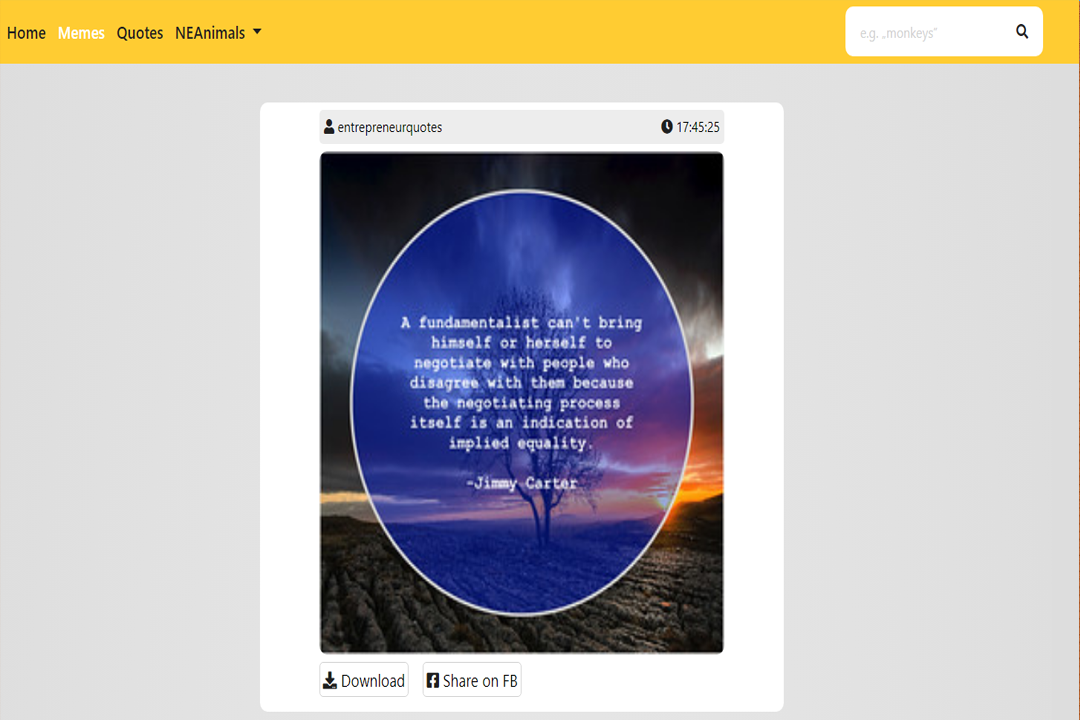 Home Memes Quotes NEAnimals
e.g. „monkeys“
entrepreneurquotes 17:45:25
A fundamentalist can't bring
himself or herself to
negotiate with people who
disagree with them because
the negotiating process
itself is an indication of
implied equality.
-Jimmy Carter
Download Share on FB